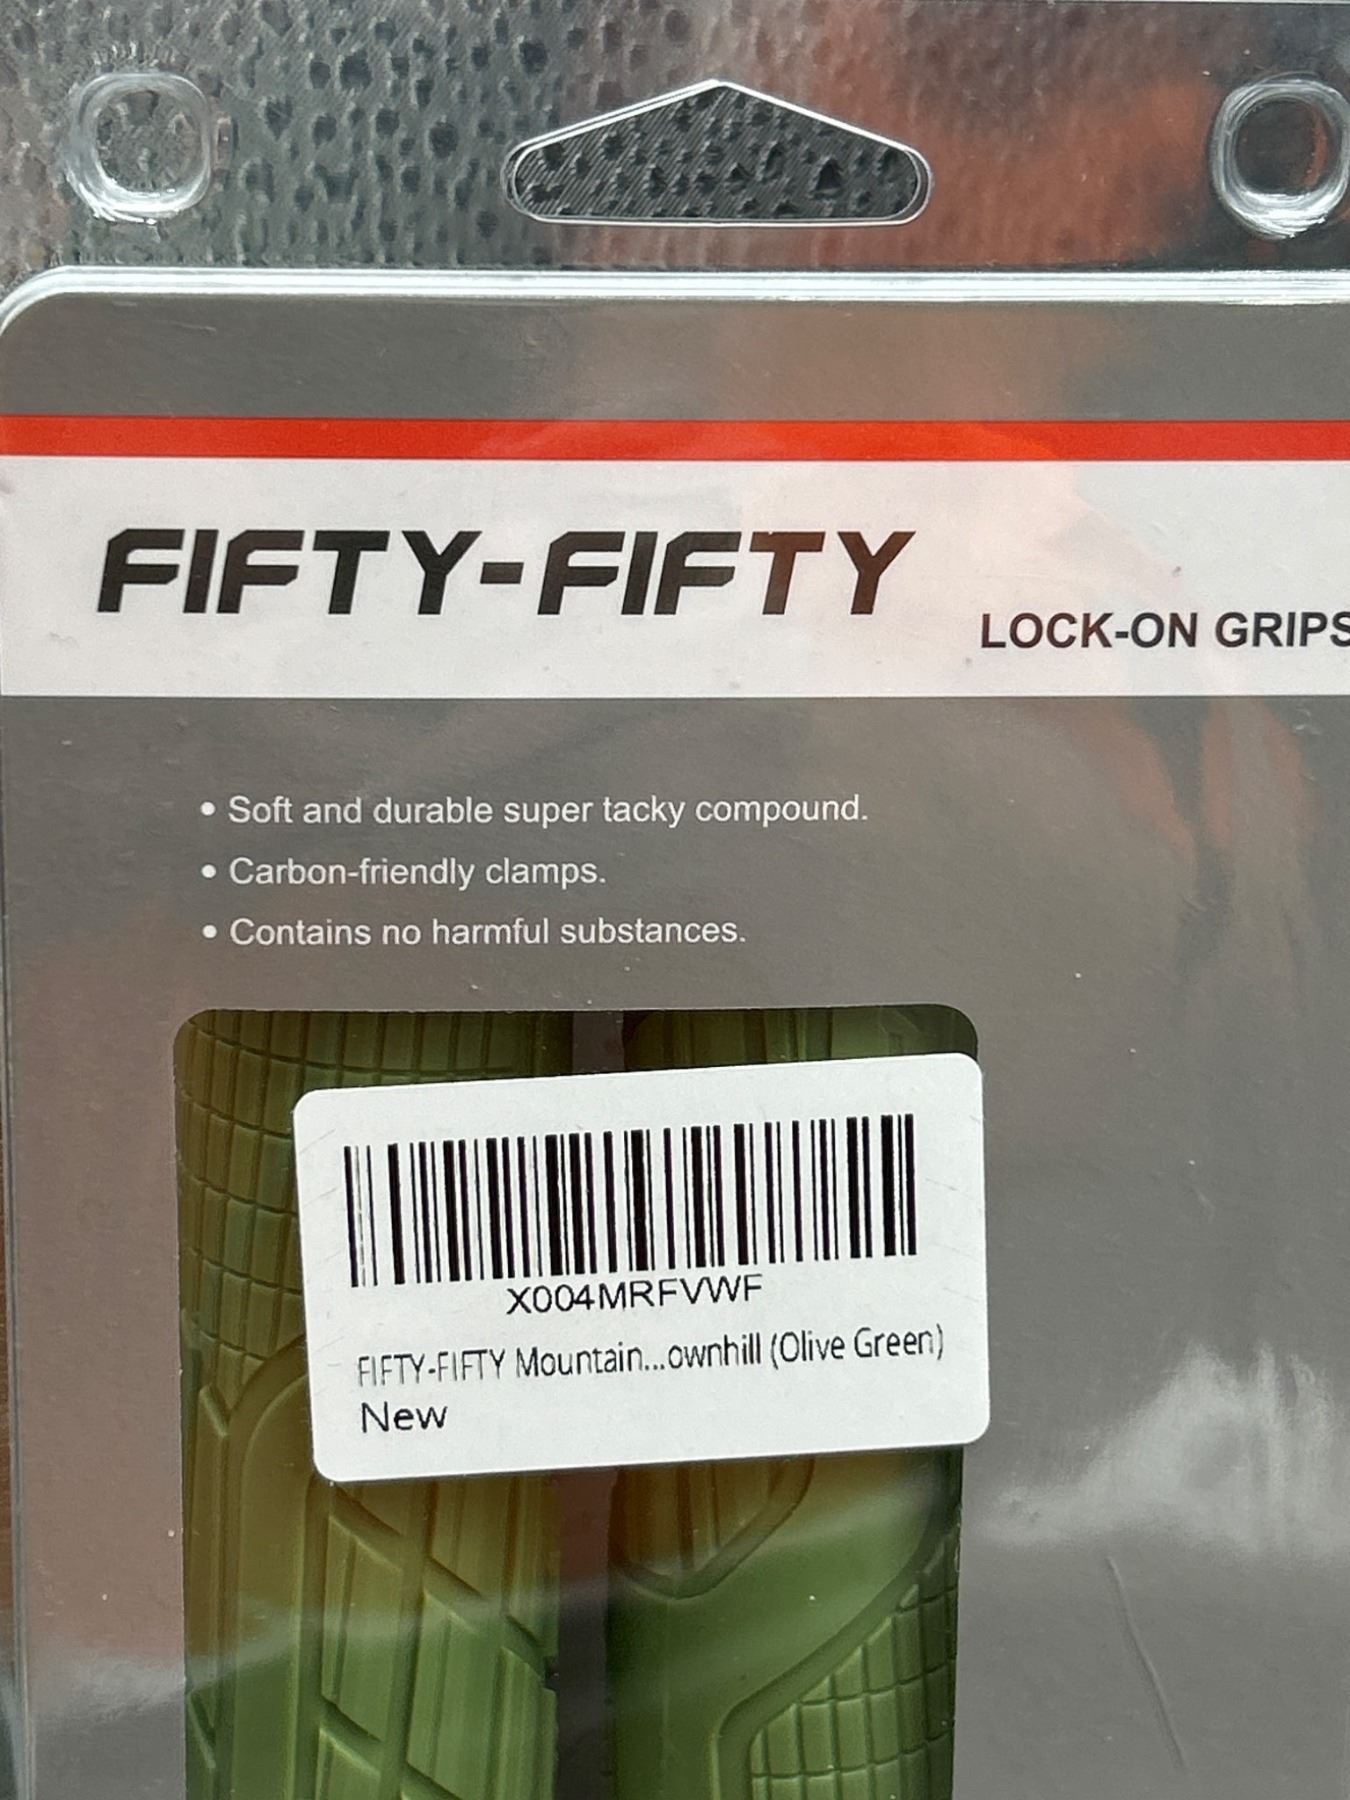 FIFTY-FIFTY
LOCK-ON GRIPS
• Soft and durable super tacky compound.
• Carbon-friendly clamps.
• Contains no harmful substances.
X004MRFVWF
FIFTY-FIFTY Mountain...ownhill (Olive Green)
New